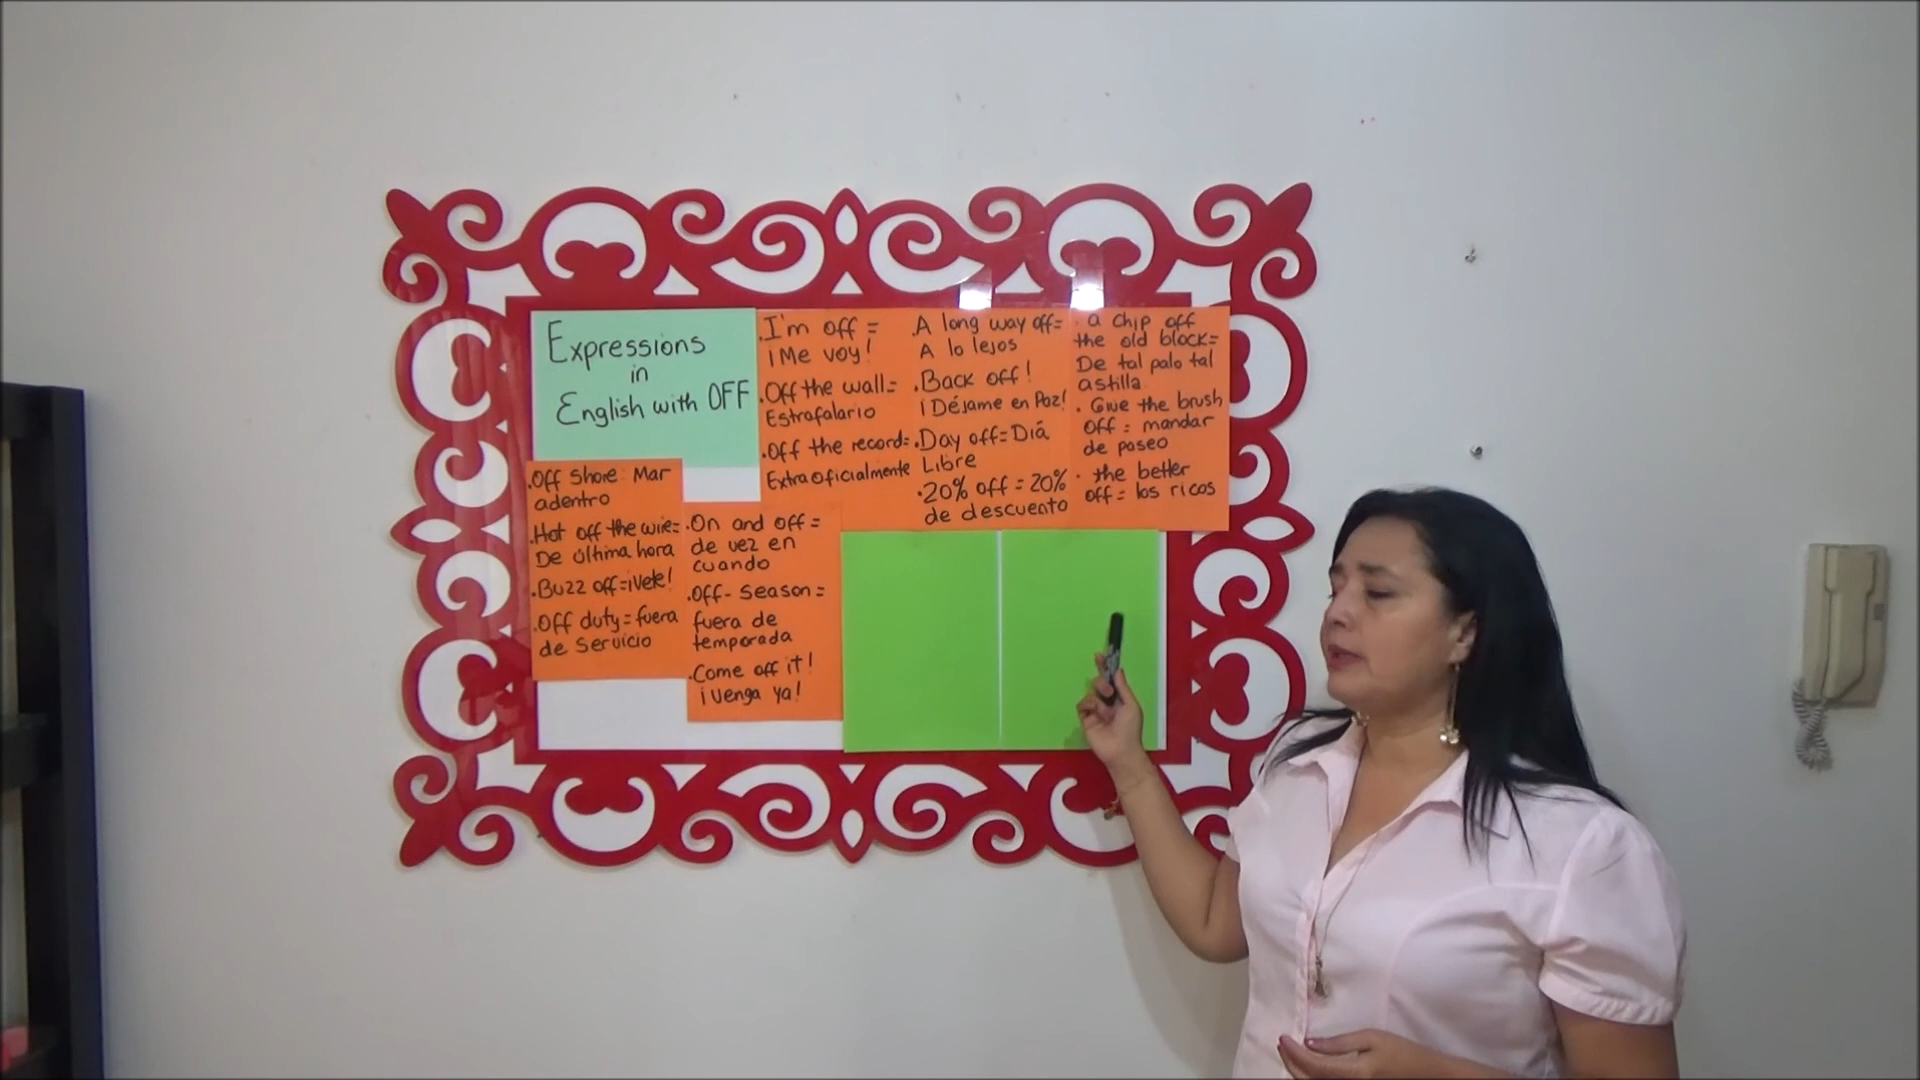 Expressions
in
English with OFF
.I'm off =
¡Me voy!
.Off the wall=
Estrafalario
.Off the record=
Extraoficialmente
.A long way off=
A lo lejos
.Back off!
¡Déjame en Paz!
.Day off=Diá
Libre
.20% off = 20%
de descuento
. a chip off
the old block=
De tal palo tal
astilla
. Give the brush
off = mandar
de paseo
. the better
off = los ricos
.Off Shore: Mar
adentro
.Hot off the wire=
De última hora
.Buzz off=¡Vete!
.Off duty=fuera
de servicio
.On and off =
de vez en
cuando
.Off-season =
fuera de
temporada
.Come off it!
¡Venga ya!